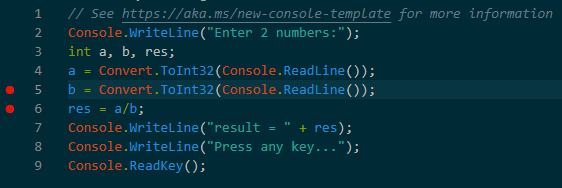 1 // See https://aka.ms/new-console-template for more information
2 Console.WriteLine("Enter 2 numbers:");
3 int a, b, res;
4 a = Convert.ToInt32(Console.ReadLine());
5 b = Convert.ToInt32(Console.ReadLine());
6 res = a/b;
7 Console.WriteLine("result = " + res);
8 Console.WriteLine("Press any key...");
9 Console.ReadKey();